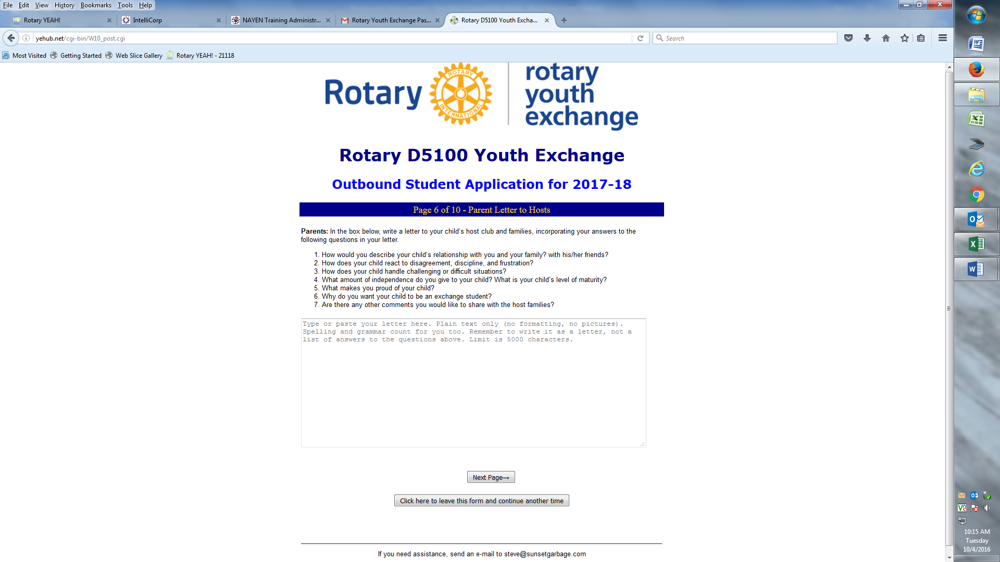 File Edit View History Bookmarks Tools Help
Rotary YEAH!
IntelliCorp
NAYEN Training Administr...
Rotary Youth Exchange Pas...
Rotary D5100 Youth Excha...
yehub.net/cgi-bin/W10_post.cgi
Search
Most Visited
Getting Started
Web Slice Gallery
Rotary YEAH! - 21118
Rotary
ROTARY
INTERNATIONAL
rotary
youth
exchange
Rotary D5100 Youth Exchange
Outbound Student Application for 2017-18
Page 6 of 10 - Parent Letter to Hosts
Parents: In the box below, write a letter to your child's host club and families, incorporating your answers to the
following questions in your letter.
1. How would you describe your child's relationship with you and your family? with his/her friends?
2. How does your child react to disagreement, discipline, and frustration?
3. How does your child handle challenging or difficult situations?
4. What amount of independence do you give to your child? What is your child's level of maturity?
5. What makes you proud of your child?
6. Why do you want your child to be an exchange student?
7. Are there any other comments you would like to share with the host families?
Type or paste your letter here. Plain text only (no formatting, no pictures).
Spelling and grammar count for you too. Remember to write it as a letter, not a
list of answers to the questions above. Limit is 5000 characters.
Next Page→
Click here to leave this form and continue another time
If you need assistance, send an e-mail to steve@sunsetgarbage.com
10:15 AM
Tuesday
10/4/2016